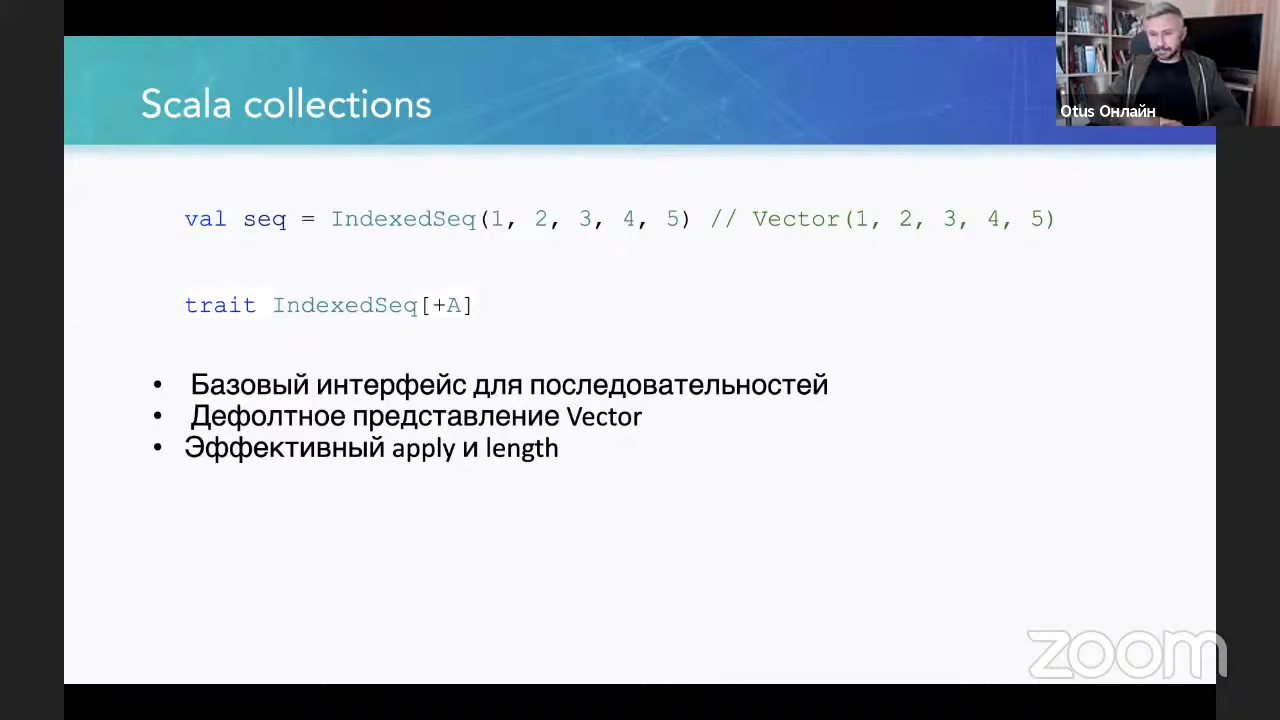 Scala collections
Otus Онлайн
val seq = IndexedSeq(1, 2, 3, 4, 5) // Vector(1, 2, 3, 4, 5)
trait IndexedSeq[+A]
• Базовый интерфейс для последовательностей
• Дефолтное представление Vector
• Эффективный apply и length
zoom